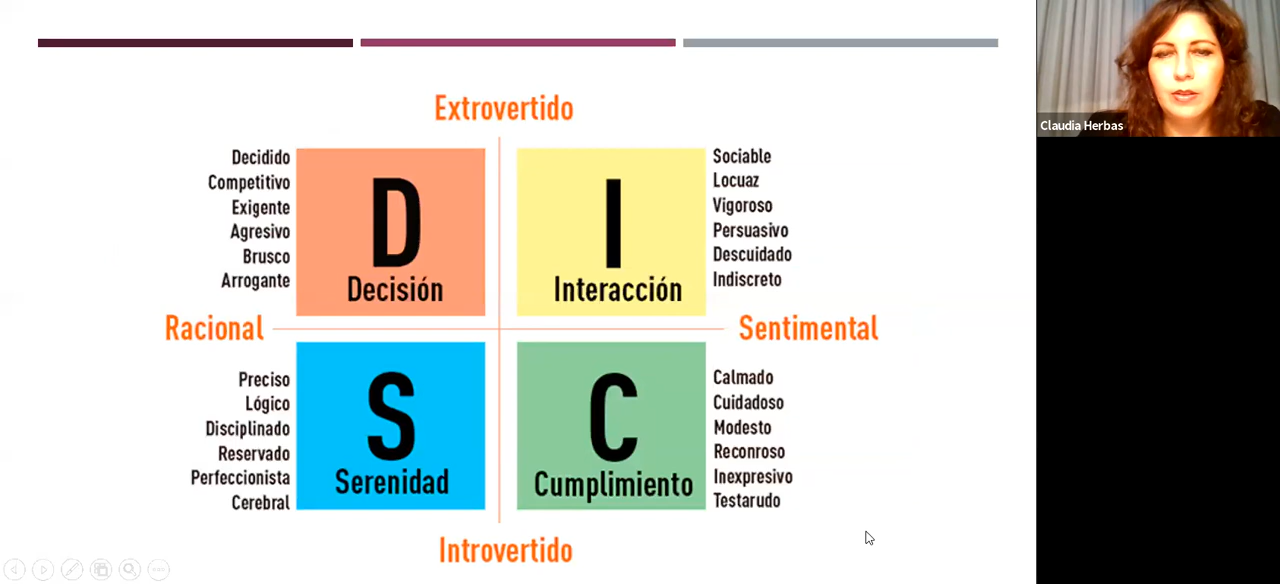 Extrovertido
Decidido
Competitivo
Exigente
Agresivo
Brusco
Arrogante
D
Decisión
I
Interacción
Sociable
Locuaz
Vigoroso
Persuasivo
Descuidado
Indiscreto
Racional
Sentimental
Preciso
Lógico
Disciplinado
Reservado
Perfeccionista
Cerebral
S
Serenidad
C
Cumplimiento
Calmado
Cuidadoso
Modesto
Reconroso
Inexpresivo
Testarudo
Introvertido
Claudia Herbas